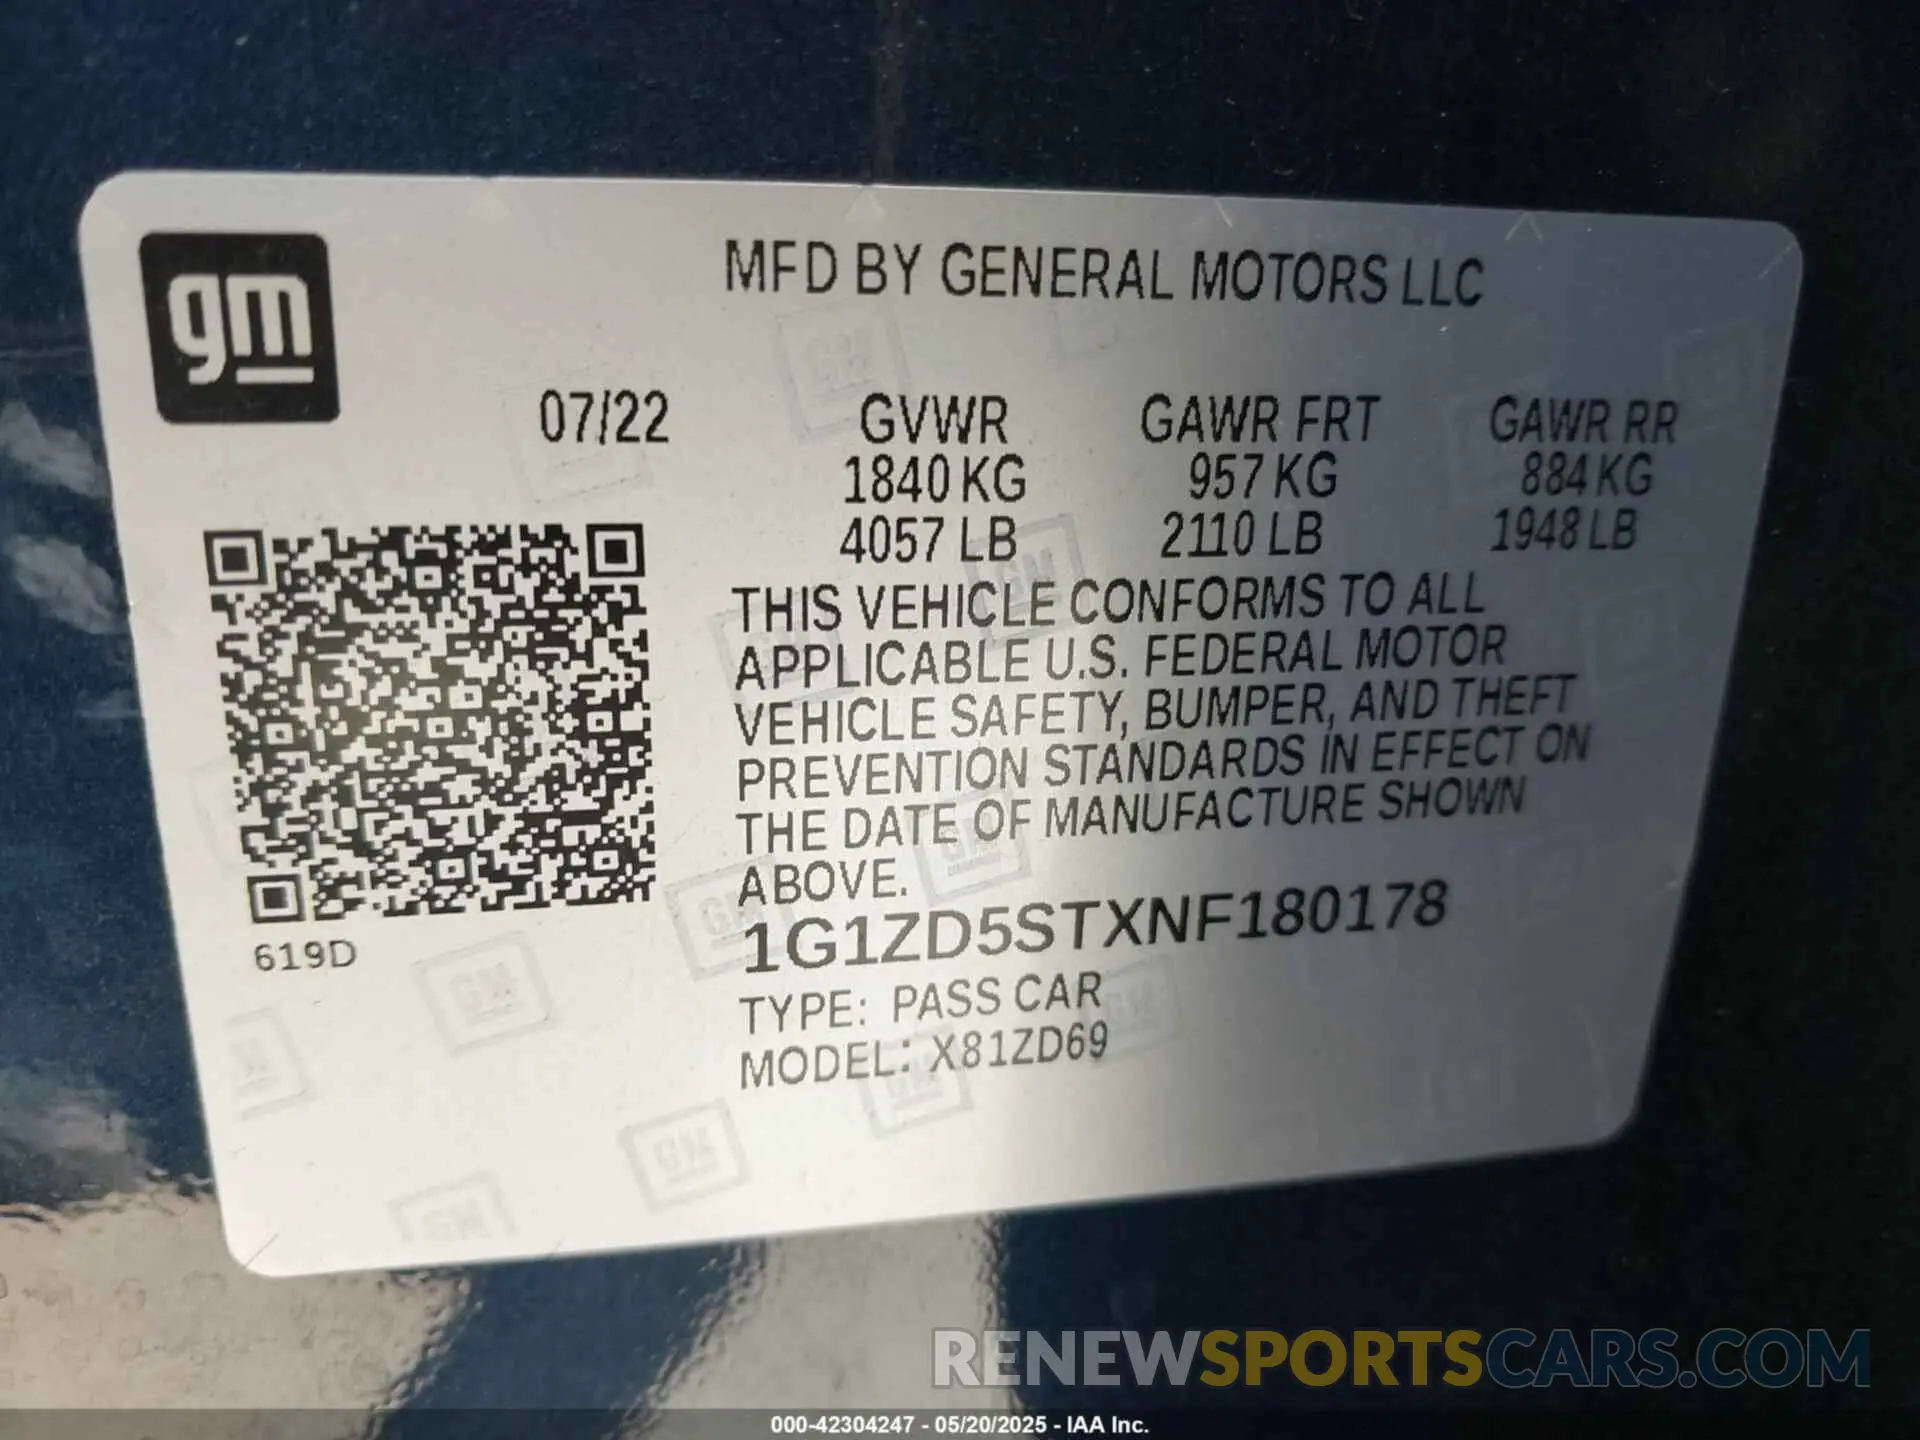 gm
MFD BY GENERAL MOTORS LLC
07/22 GVWR GAWR FRT GAWR RR
1840 KG 957 KG 884 KG
4057 LB 2110 LB 1948 LB
THIS VEHICLE CONFORMS TO ALL
APPLICABLE U.S. FEDERAL MOTOR
VEHICLE SAFETY, BUMPER, AND THEFT
PREVENTION STANDARDS IN EFFECT ON
THE DATE OF MANUFACTURE SHOWN
ABOVE.
619D
1G1ZD5STXNF180178
TYPE: PASS CAR
MODEL: X81ZD69
RENEWSPORTSCARS.COM
000-42304247 - 05/20/2025 - IAA Inc.